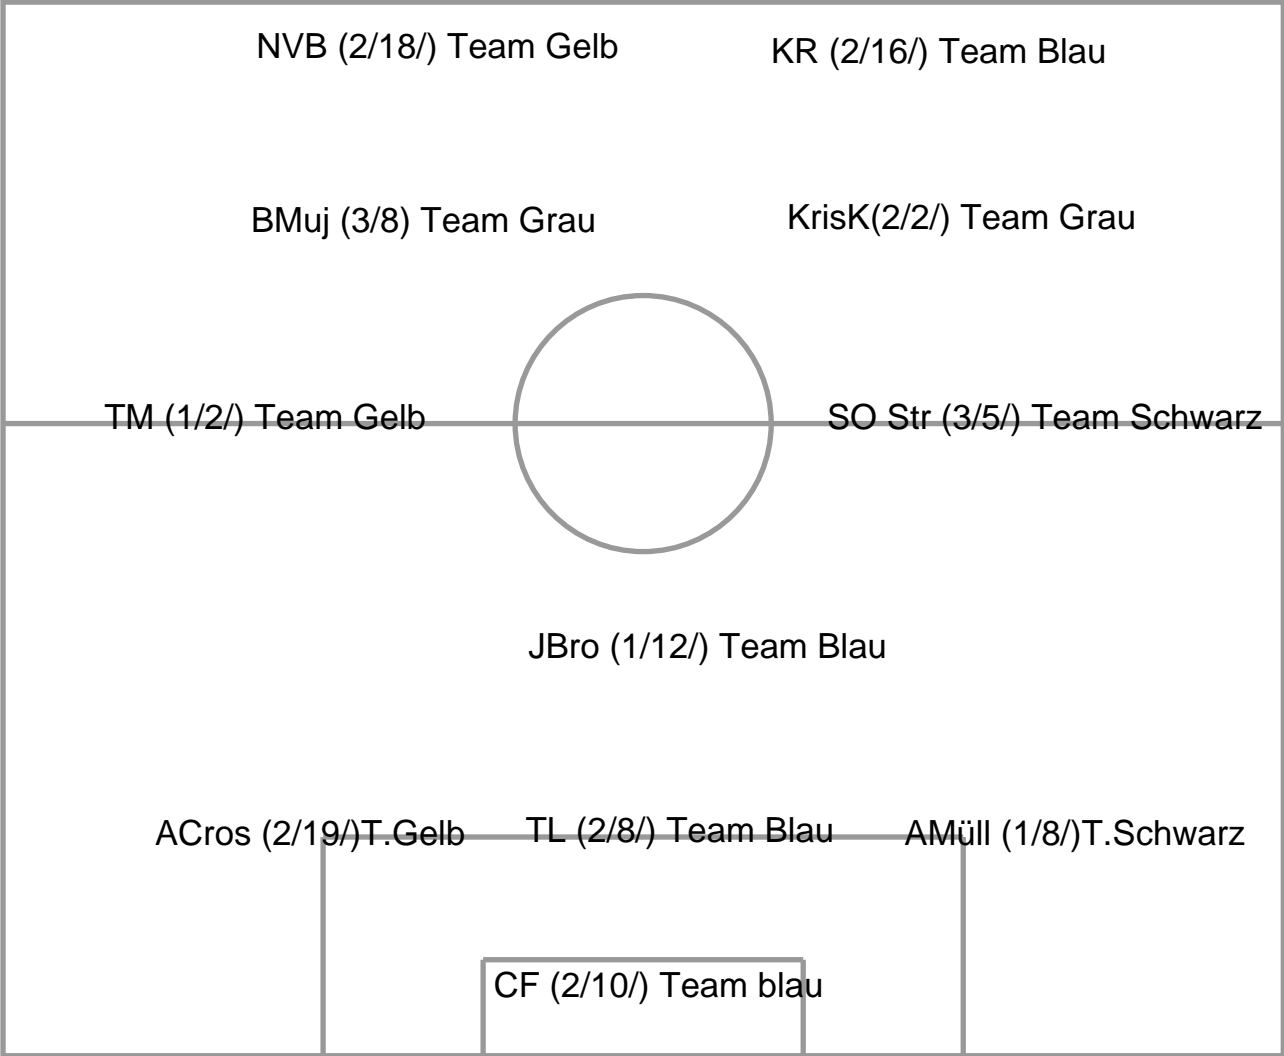 NVB (2/18/) Team Gelb
KR (2/16/) Team Blau
BMuj (3/8) Team Grau
KrisK(2/2/) Team Grau
TM (1/2/) Team Gelb
SO Str (3/5/) Team Schwarz
JBro (1/12/) Team Blau
ACros (2/19/)T.Gelb
TL (2/8/) Team Blau
AMüll (1/8/)T.Schwarz
CF (2/10/) Team blau